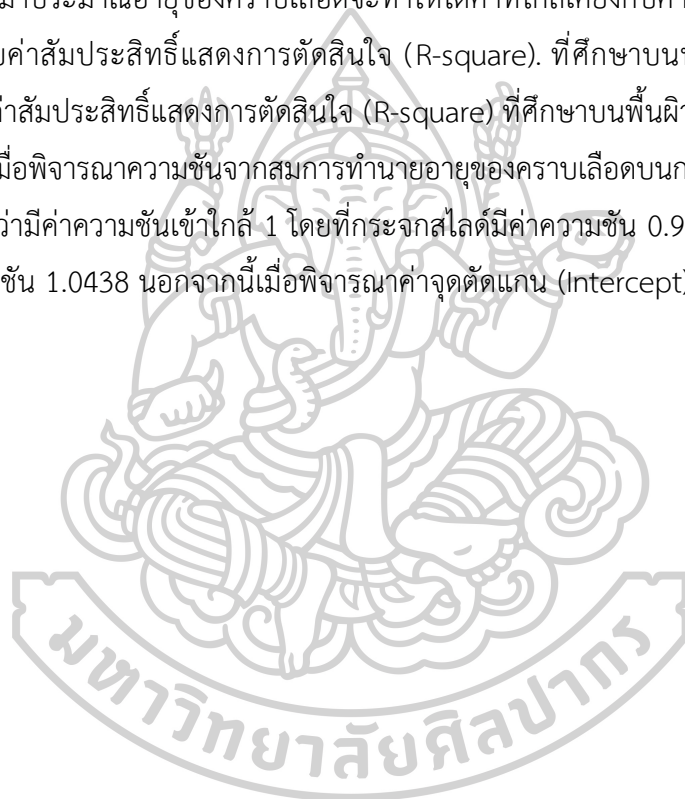 ประมาณอายุของคราบเลือดจะทำให้ได้ค่าที่ใกล้เคียงกับ
ค่าสัมประสิทธิ์แสดงการตัดสินใจ (R-square). ที่ศึกษาบน
ค่าสัมประสิทธิ์แสดงการตัดสินใจ (R-square) ที่ศึกษาบนพื้นผิว
เมื่อพิจารณาความชันจากสมการทำนายอายุของคราบเลือดบน
ว่ามีค่าความชันเข้าใกล้ 1 โดยที่กระจกสไลด์มีค่าความชัน 0.9
ชัน 1.0438 นอกจากนี้เมื่อพิจารณาค่าจุดตัดแกน (Intercept)
มหาวิทยาลัยศิลปากร